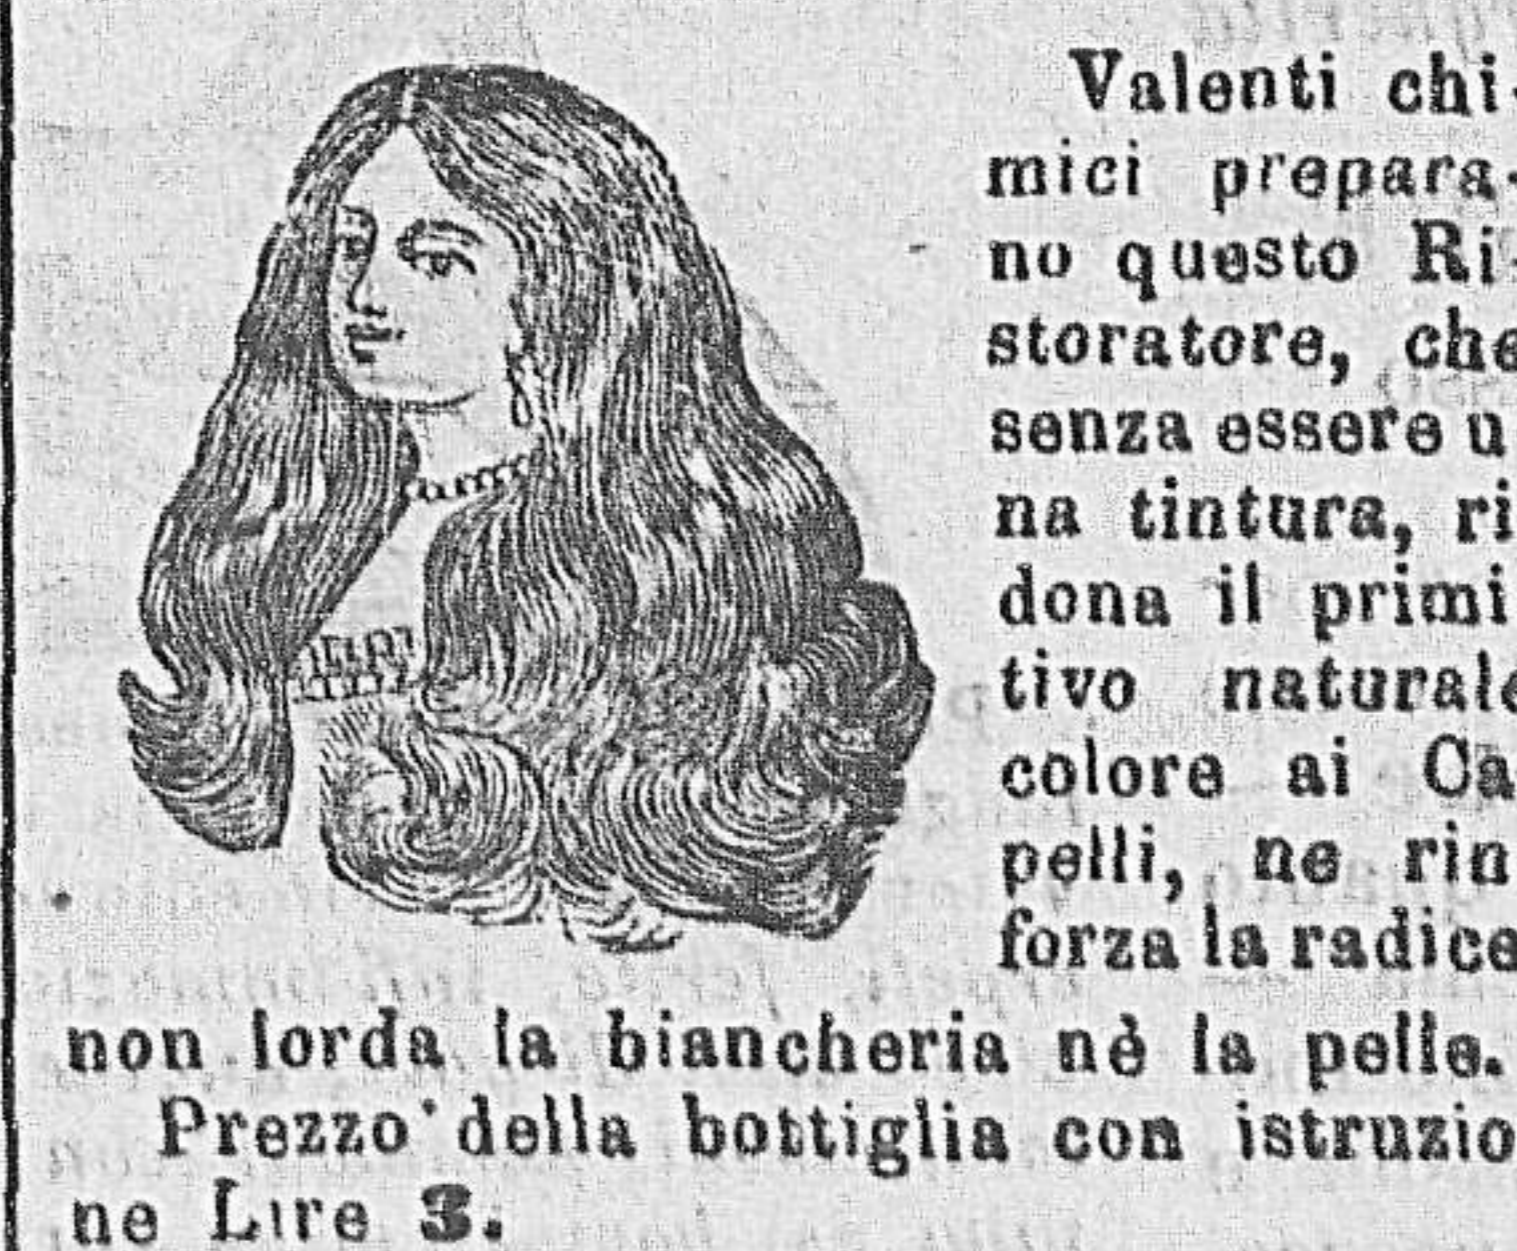 Valenti chi-
mici prepara-
no questo Ri-
storatore, che
senza essere u
na tintura, ri
dona il primi
tivo naturale
colore ai Ca
pelli, ne rin
forza la radice
non lorda la biancheria nè la pelle.
Prezzo della bottiglia con istruzio
ne Lire 3.